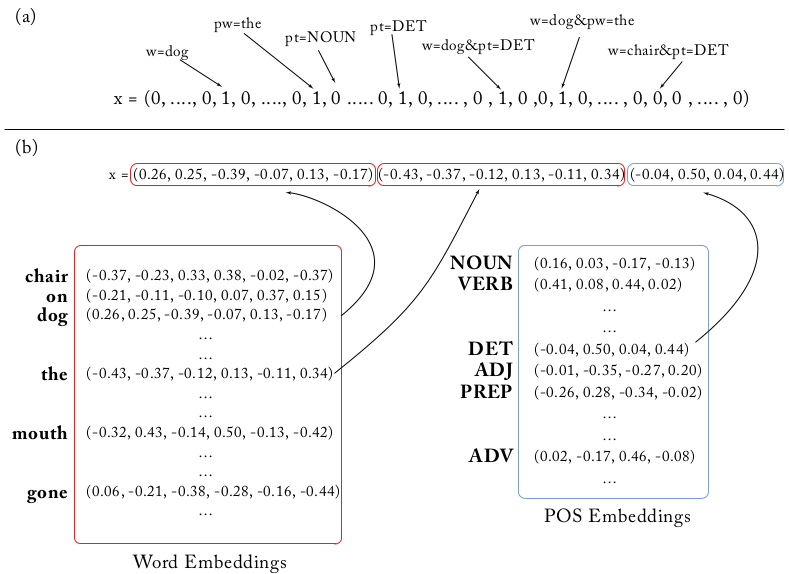 (a)
w=dog
pw=the
pt=NOUN
pt=DET
w=dog&pt=DET
w=dog&pw=the
w=chair&pt=DET
x = (0, ...., 0, 1, 0, ...., 0, 1, 0 ..... 0, 1, 0, .... , 0 , 1, 0 ,0, 1, 0, .... , 0, 0, 0 , .... , 0)
(b)
x = (0.26, 0.25, -0.39, -0.07, 0.13, -0.17) (-0.43, -0.37, -0.12, 0.13, -0.11, 0.34) (-0.04, 0.50, 0.04, 0.44)
chair (-0.37, -0.23, 0.33, 0.38, -0.02, -0.37)
on (-0.21, -0.11, -0.10, 0.07, 0.37, 0.15)
dog (0.26, 0.25, -0.39, -0.07, 0.13, -0.17)
...
...
the (-0.43, -0.37, -0.12, 0.13, -0.11, 0.34)
...
...
mouth (-0.32, 0.43, -0.14, 0.50, -0.13, -0.42)
...
...
gone (0.06, -0.21, -0.38, -0.28, -0.16, -0.44)
...
Word Embeddings
NOUN (0.16, 0.03, -0.17, -0.13)
VERB (0.41, 0.08, 0.44, 0.02)
...
...
DET (-0.04, 0.50, 0.04, 0.44)
ADJ (-0.01, -0.35, -0.27, 0.20)
PREP (-0.26, 0.28, -0.34, -0.02)
...
...
ADV (0.02, -0.17, 0.46, -0.08)
...
POS Embeddings